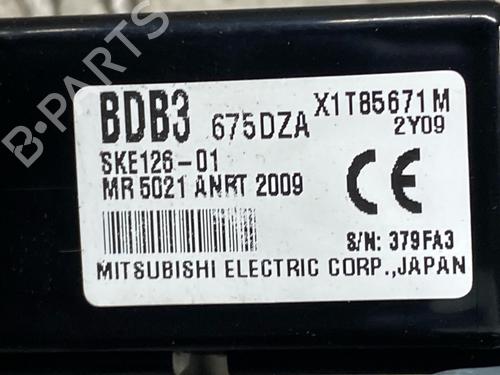 B-PARTS
BDB3 675DZA X1T85671M
2Y09
SKE126-01
MR 5021 ANRT 2009
CE
S/N: 379FA3
MITSUBISHI ELECTRIC CORP.,JAPAN